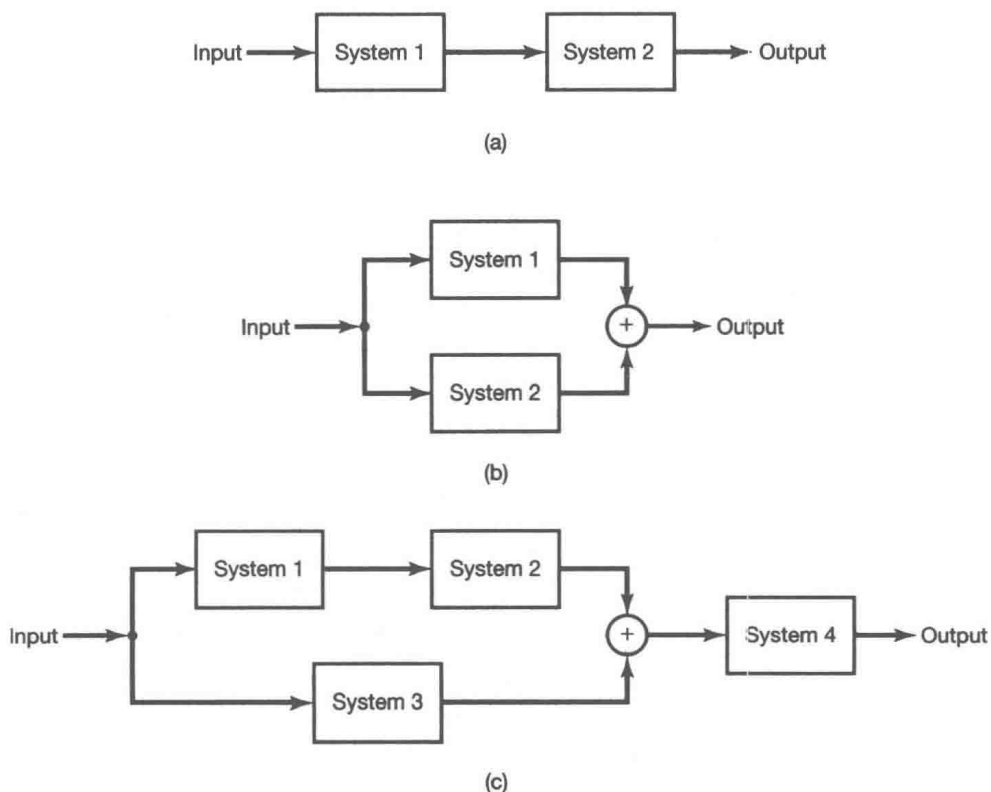 Input System 1 System 2 Output
(a)
System 1
Input + Output
System 2
(b)
System 1 System 2
Input + System 4 Output
System 3
(c)